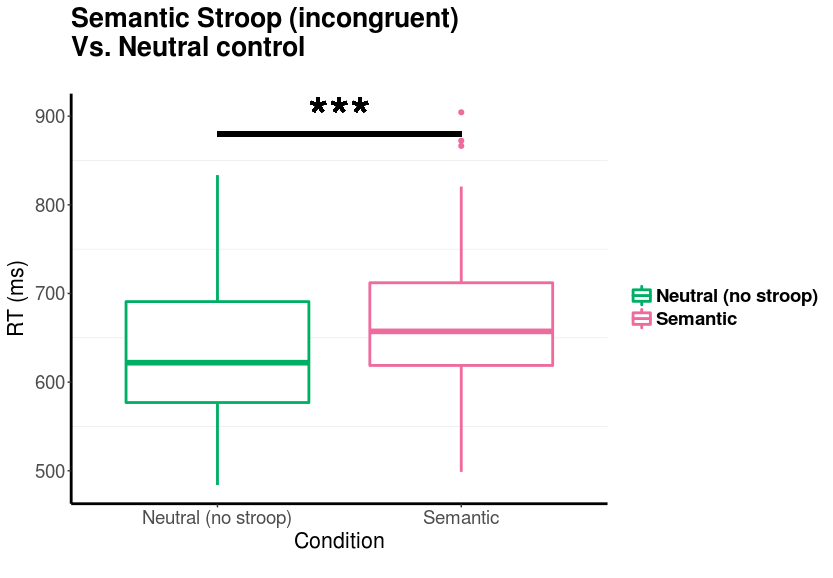 Semantic Stroop (incongruent)
Vs. Neutral control
***
900
800
700
600
500
RT (ms)
Neutral (no stroop)
Semantic
Condition
Neutral (no stroop)
Semantic